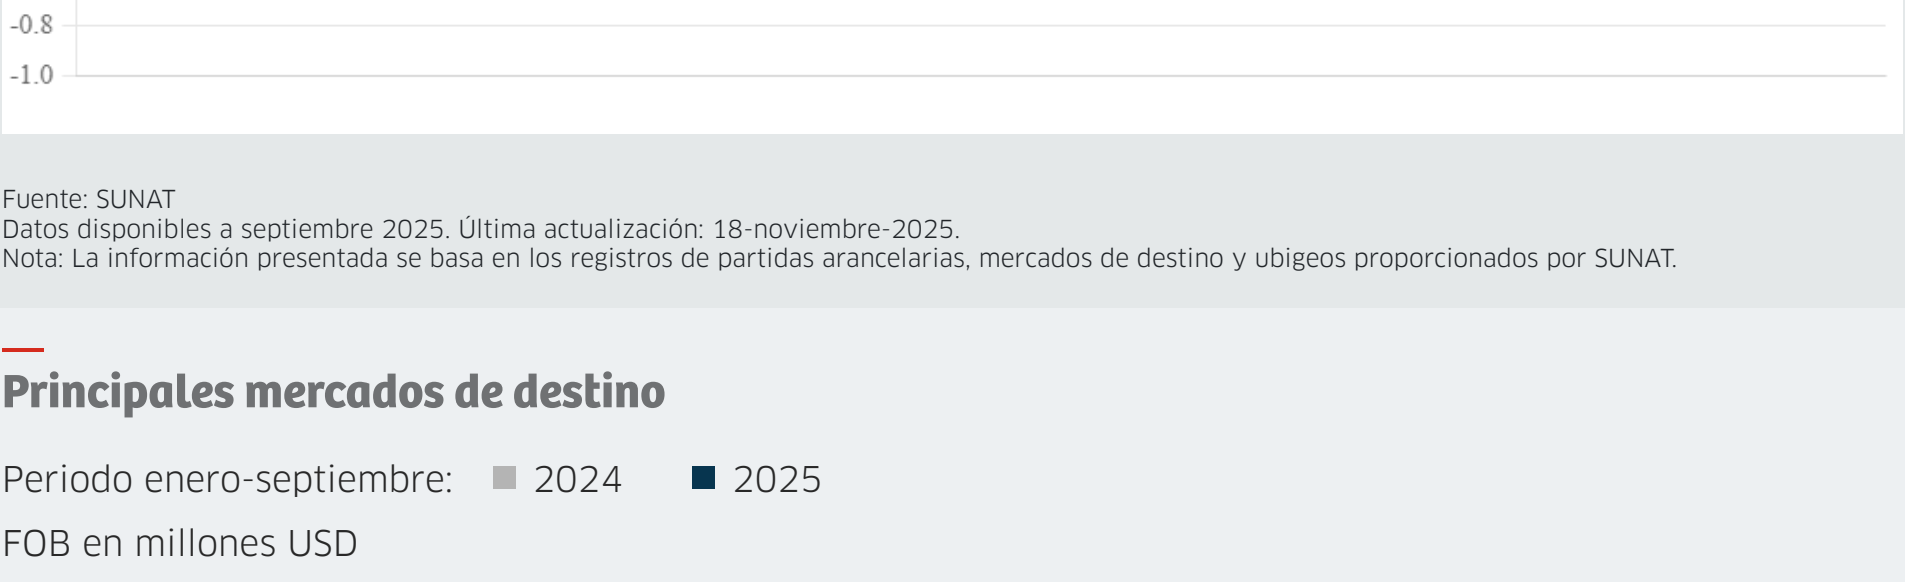 -0.8
-1.0
Fuente: SUNAT
Datos disponibles a septiembre 2025. Última actualización: 18-noviembre-2025.
Nota: La información presentada se basa en los registros de partidas arancelarias, mercados de destino y ubigeos proporcionados por SUNAT.
Principales mercados de destino
Periodo enero-septiembre: 2024 2025
FOB en millones USD